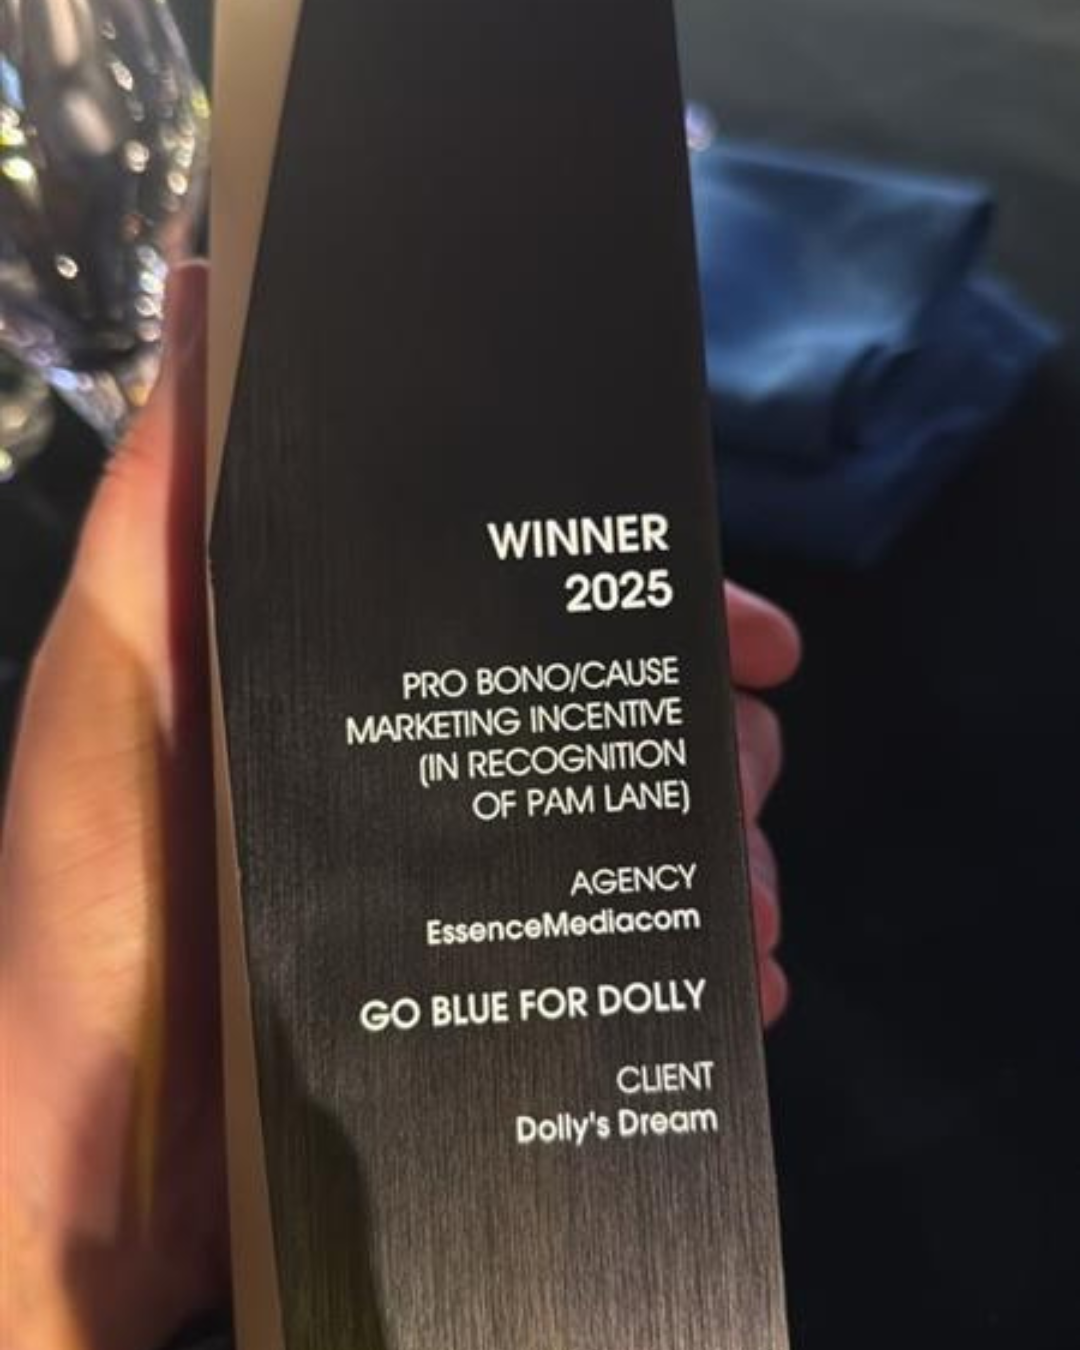 WINNER
2025
PRO BONO/CAUSE
MARKETING INCENTIVE
(IN RECOGNITION
OF PAM LANE)
AGENCY
EssenceMediacom
GO BLUE FOR DOLLY
CLIENT
Dolly's Dream